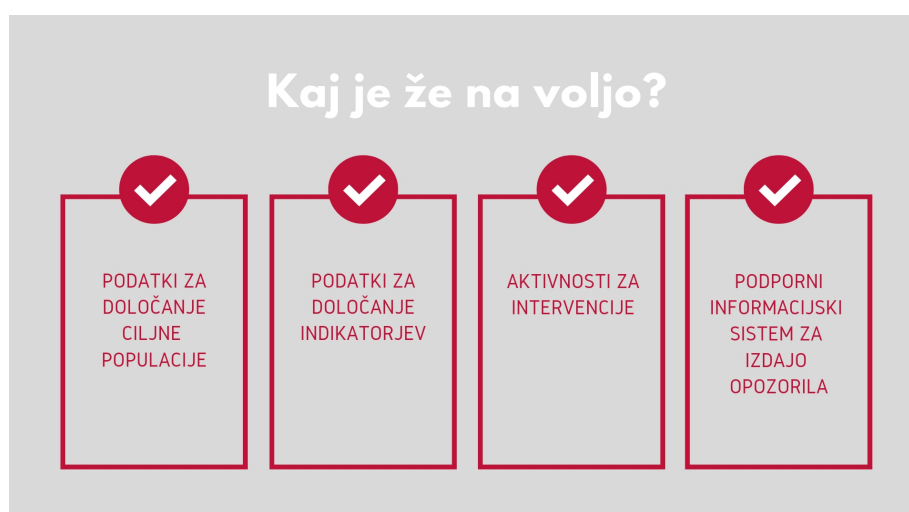 Kaj je že na voljo?
PODATKI ZA
DOLOČANJE
CILJNE
POPULACIJE
PODATKI ZA
DOLOČANJE
INDIKATORJEV
AKTIVNOSTI ZA
INTERVENCIJE
PODPORNI
INFORMACIJSKI
SISTEM ZA
IZDAJO
OPOZORILA